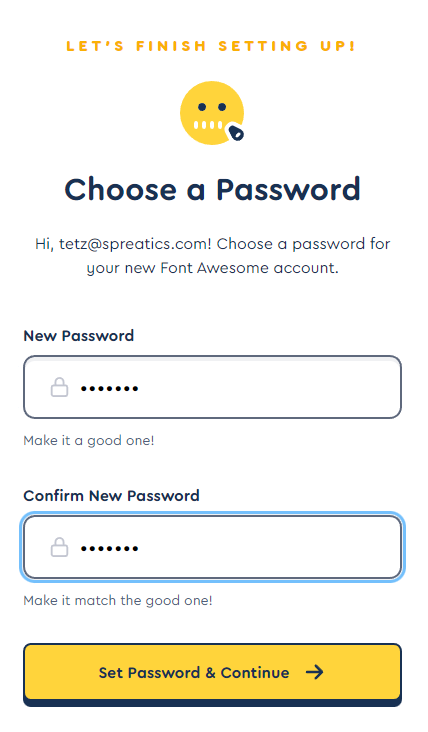 LET'S FINISH SETTING UP!
Choose a Password
Hi, tetz@spreatics.com! Choose a password for
your new Font Awesome account.
New Password
•••••••
Make it a good one!
Confirm New Password
•••••••
Make it match the good one!
Set Password & Continue →